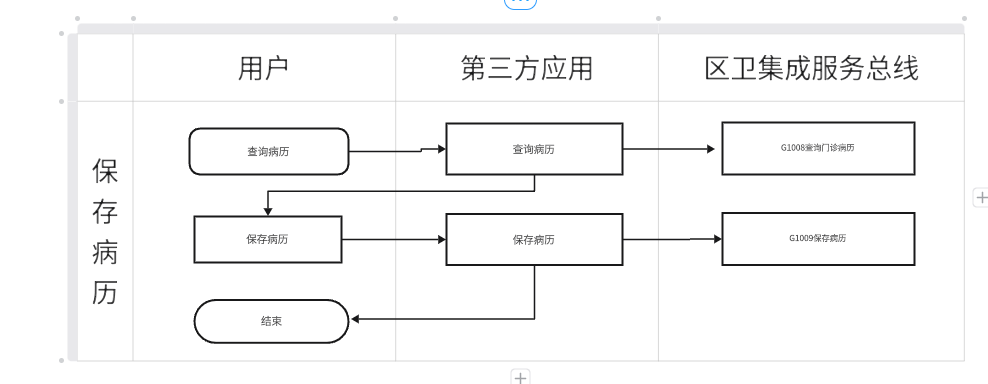 用户
第三方应用
区卫集成服务总线
保存病历
查询病历
查询病历
G1008查询门诊病历
保存病历
保存病历
G1009保存病历
结束